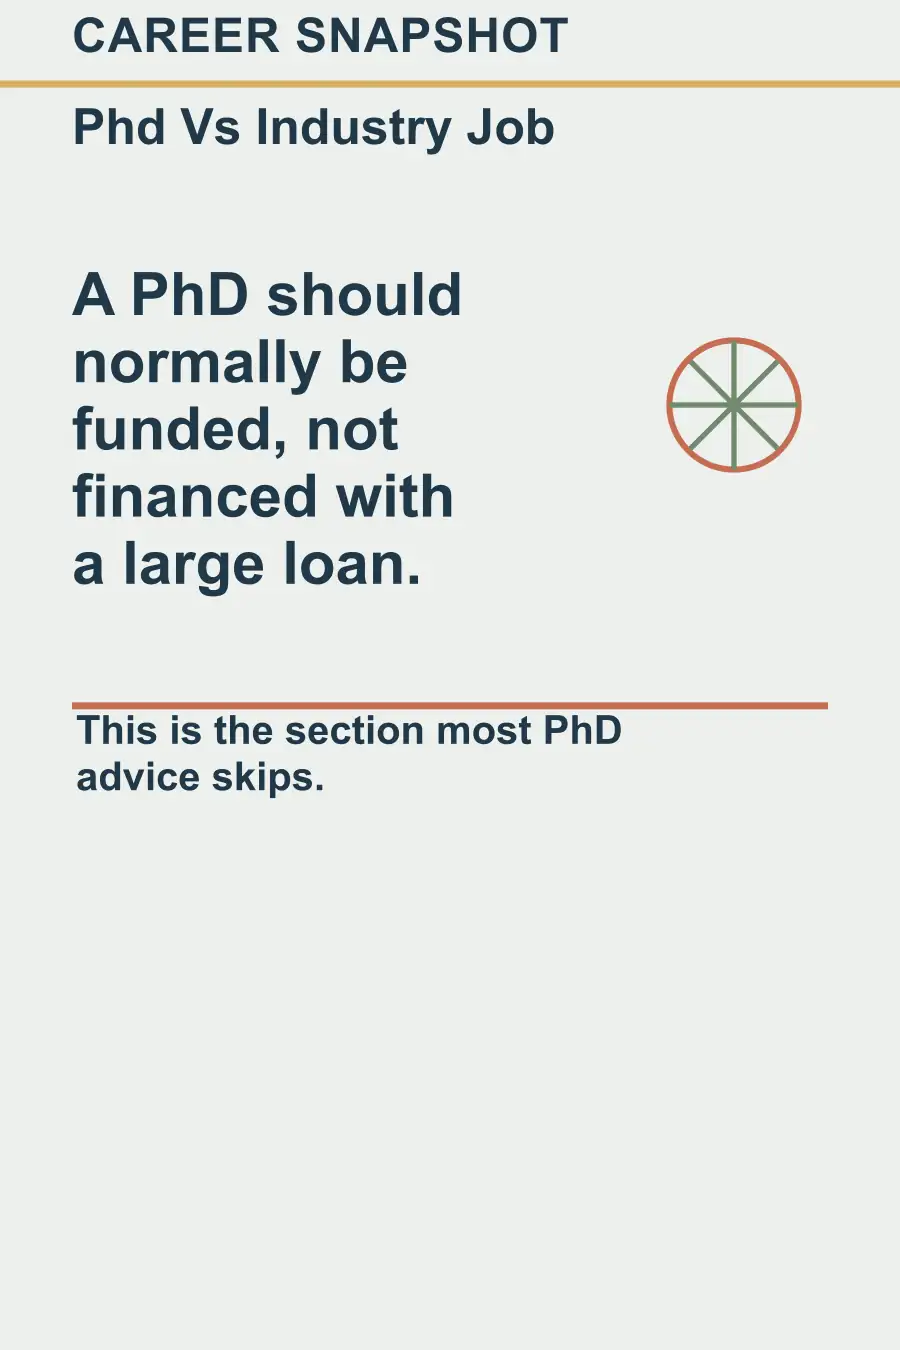 CAREER SNAPSHOT
Phd Vs Industry Job
A PhD should
normally be
funded, not
financed with
a large loan.
This is the section most PhD
advice skips.